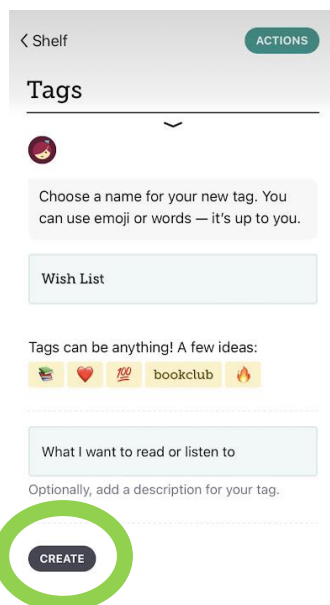 Shelf
ACTIONS
Tags
Choose a name for your new tag. You
can use emoji or words — it's up to you.
Wish List
Tags can be anything! A few ideas:
📚 ❤️ 💯 bookclub 🔥
What I want to read or listen to
Optionally, add a description for your tag.
CREATE